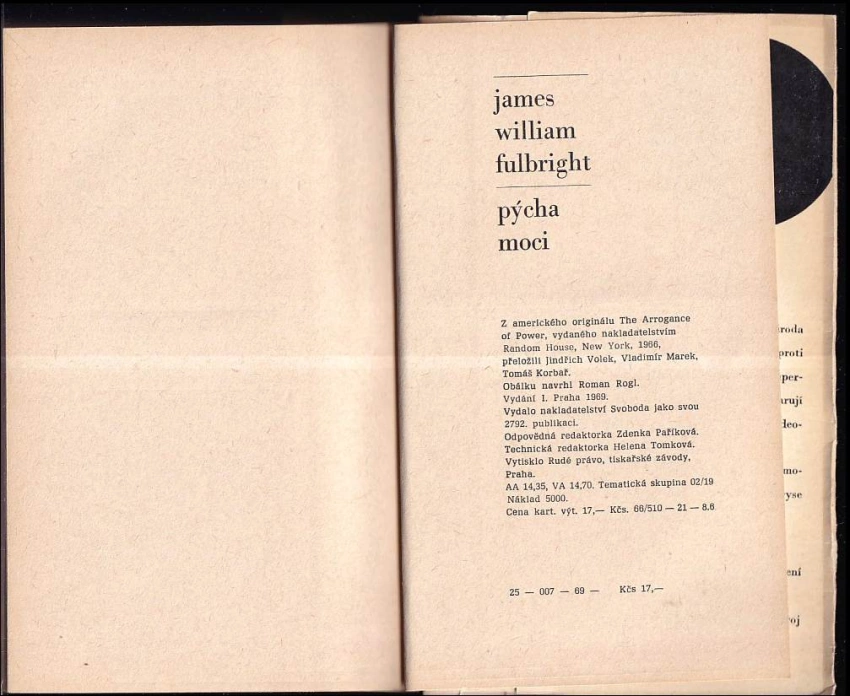 james
william
fulbright
pýcha
moci
Z amerického originálu The Arrogance
of Power, vydaného nakladatelstvím
Random House, New York, 1966,
přeložili Jindřich Volek, Vladimír Marek,
Tomáš Korbař.
Obálku navrhl Roman Rogl.
Vydání I. Praha 1969.
Vydalo nakladatelství Svoboda jako svou
2792. publikaci.
Odpovědná redaktorka Zdenka Paříková.
Technická redaktorka Helena Tomková.
Vytisklo Rudé právo, tiskařské závody,
Praha.
AA 14,35, VA 14,70. Tematická skupina 02/19
Náklad 5000.
Cena kart. výt. 17,— Kčs. 66/510 — 21 — 8.6
25 — 007 — 69 — Kčs 17,—
roda
proti
per-
rují
deo-
mo-
yse
ení
oj